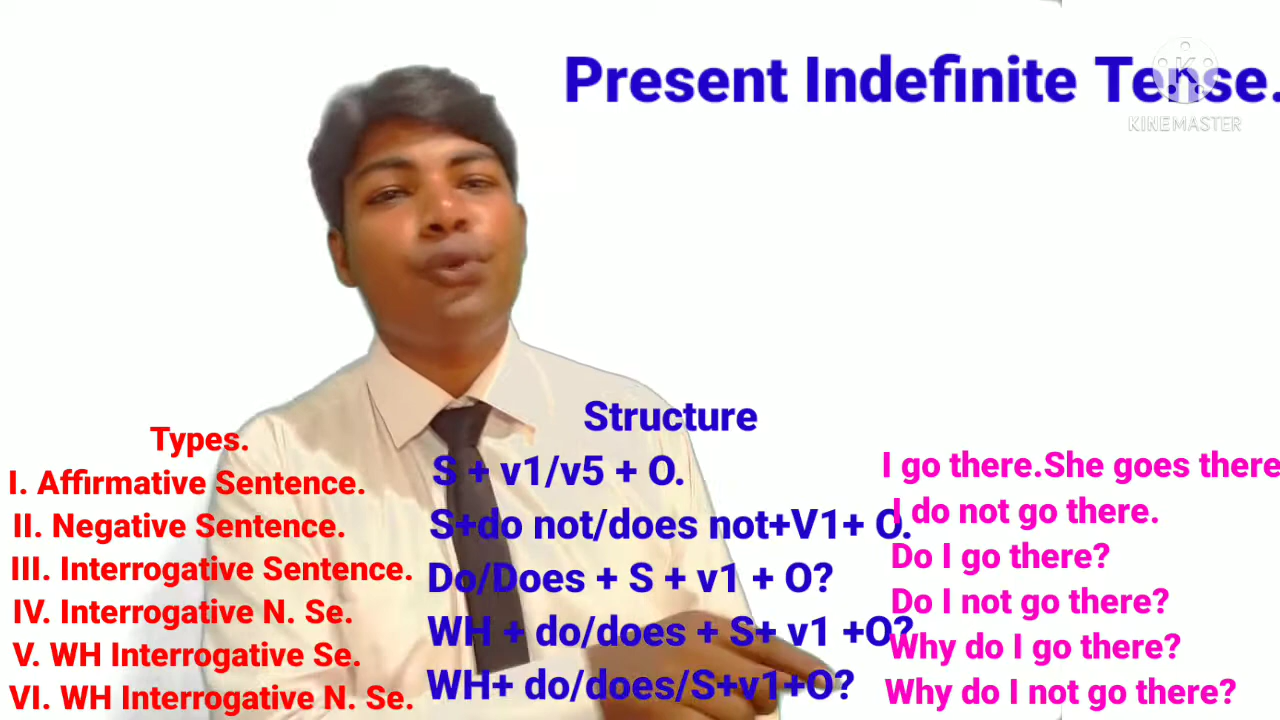 Present Indefinite Tense.
KINEMASTER
Structure
Types.
S + v1/v5 + O.
I go there.She goes there
I. Affirmative Sentence.
I do not go there.
S+do not/does not+V1+ O.
II. Negative Sentence.
Do I go there?
III. Interrogative Sentence.
Do/Does + S + v1 + O?
Do I not go there?
IV. Interrogative N. Se.
WH + do/does + S+ v1 +O?
Why do I go there?
V. WH Interrogative Se.
WH+ do/does/S+v1+O?
Why do I not go there?
VI. WH Interrogative N. Se.